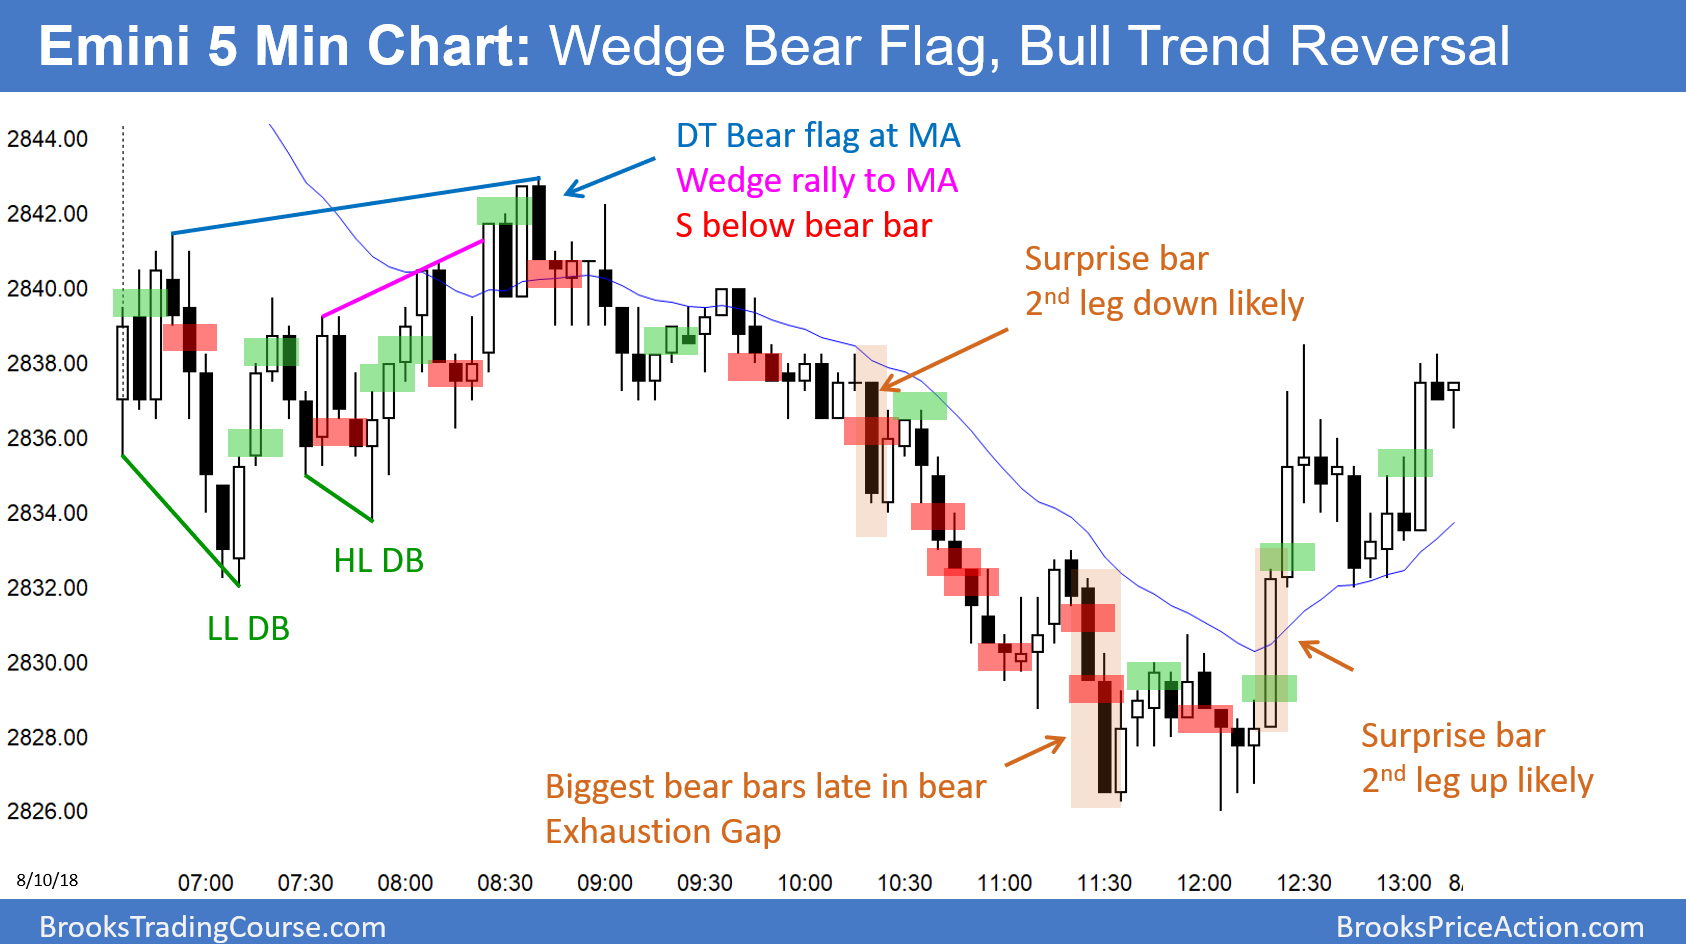 Emini 5 Min Chart: Wedge Bear Flag, Bull Trend Reversal
2844.00
2842.00
2840.00
2838.00
2836.00
2834.00
2832.00
2830.00
2828.00
2826.00
DT Bear flag at MA
Wedge rally to MA
S below bear bar
Surprise bar
2nd leg down likely
HL DB
LL DB
Biggest bear bars late in bear
Exhaustion Gap
Surprise bar
2nd leg up likely
8/10/18 07:00 07:30 08:00 08:30 09:00 09:30 10:00 10:30 11:00 11:30 12:00 12:30 13:00 8/
BrooksTradingCourse.com
BrooksPriceAction.com